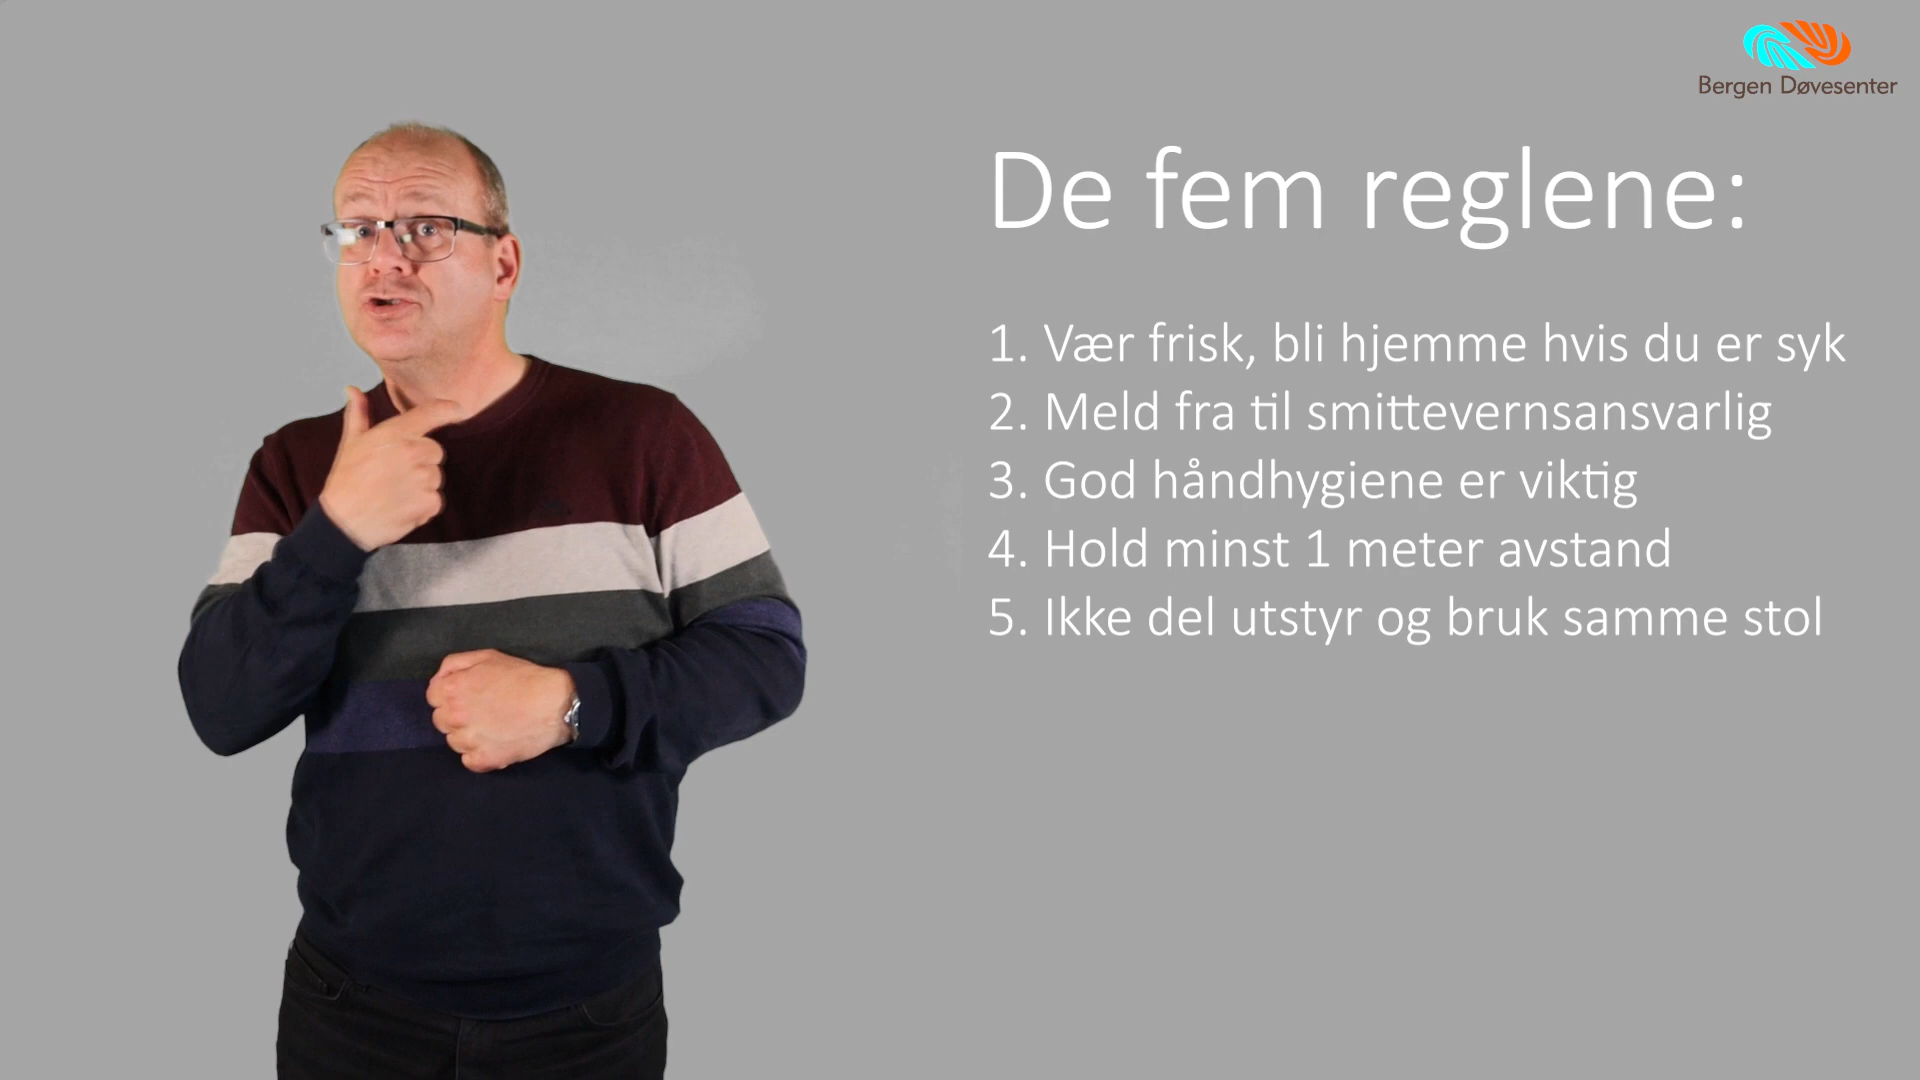 Bergen Døvesenter
De fem reglene:
1. Vær frisk, bli hjemme hvis du er syk
2. Meld fra til smittevernsansvarlig
3. God håndhygiene er viktig
4. Hold minst 1 meter avstand
5. Ikke del utstyr og bruk samme stol